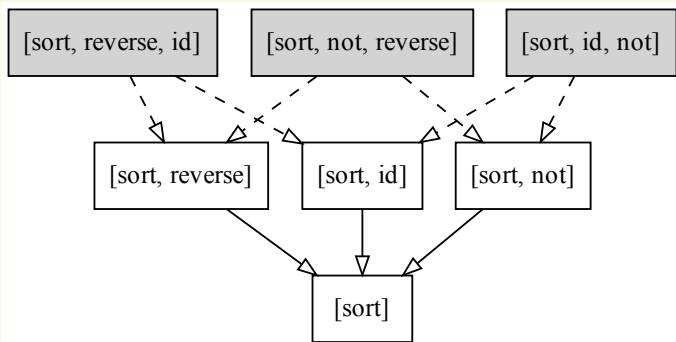 [sort, reverse, id]
[sort, not, reverse]
[sort, id, not]
[sort, reverse]
[sort, id]
[sort, not]
[sort]